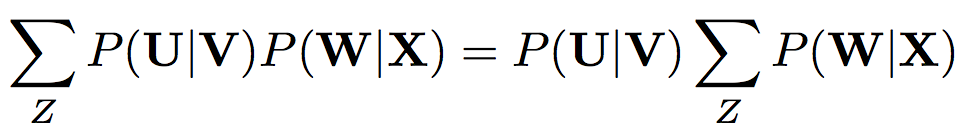 ∑_Z P(𝐔|𝐕)P(𝐖|𝐗) = P(𝐔|𝐕) ∑_Z P(𝐖|𝐗)